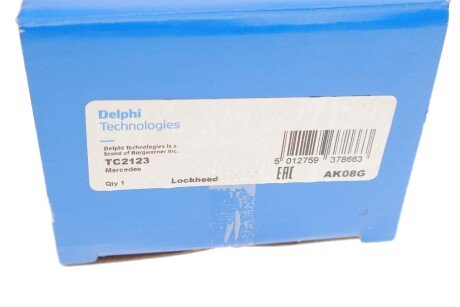 Delphi
Technologies
Delphi Technologies is a
brand of Borgwarner Inc.
TC2123
Mercedes
Qty 1
Lockheed
5 012759 378663
EAC
AK08G